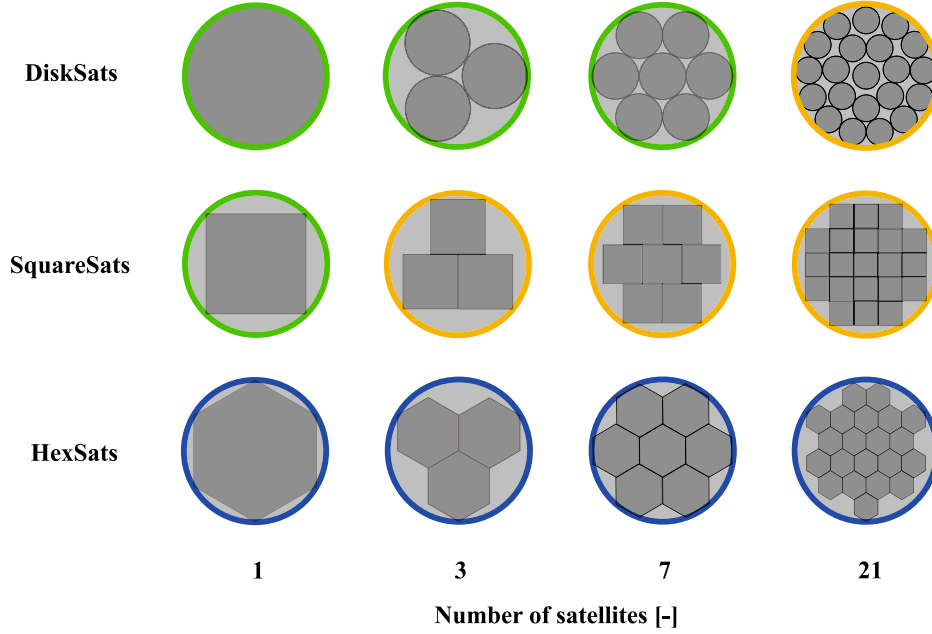 DiskSats
SquareSats
HexSats
1 3 7 21
Number of satellites [-]